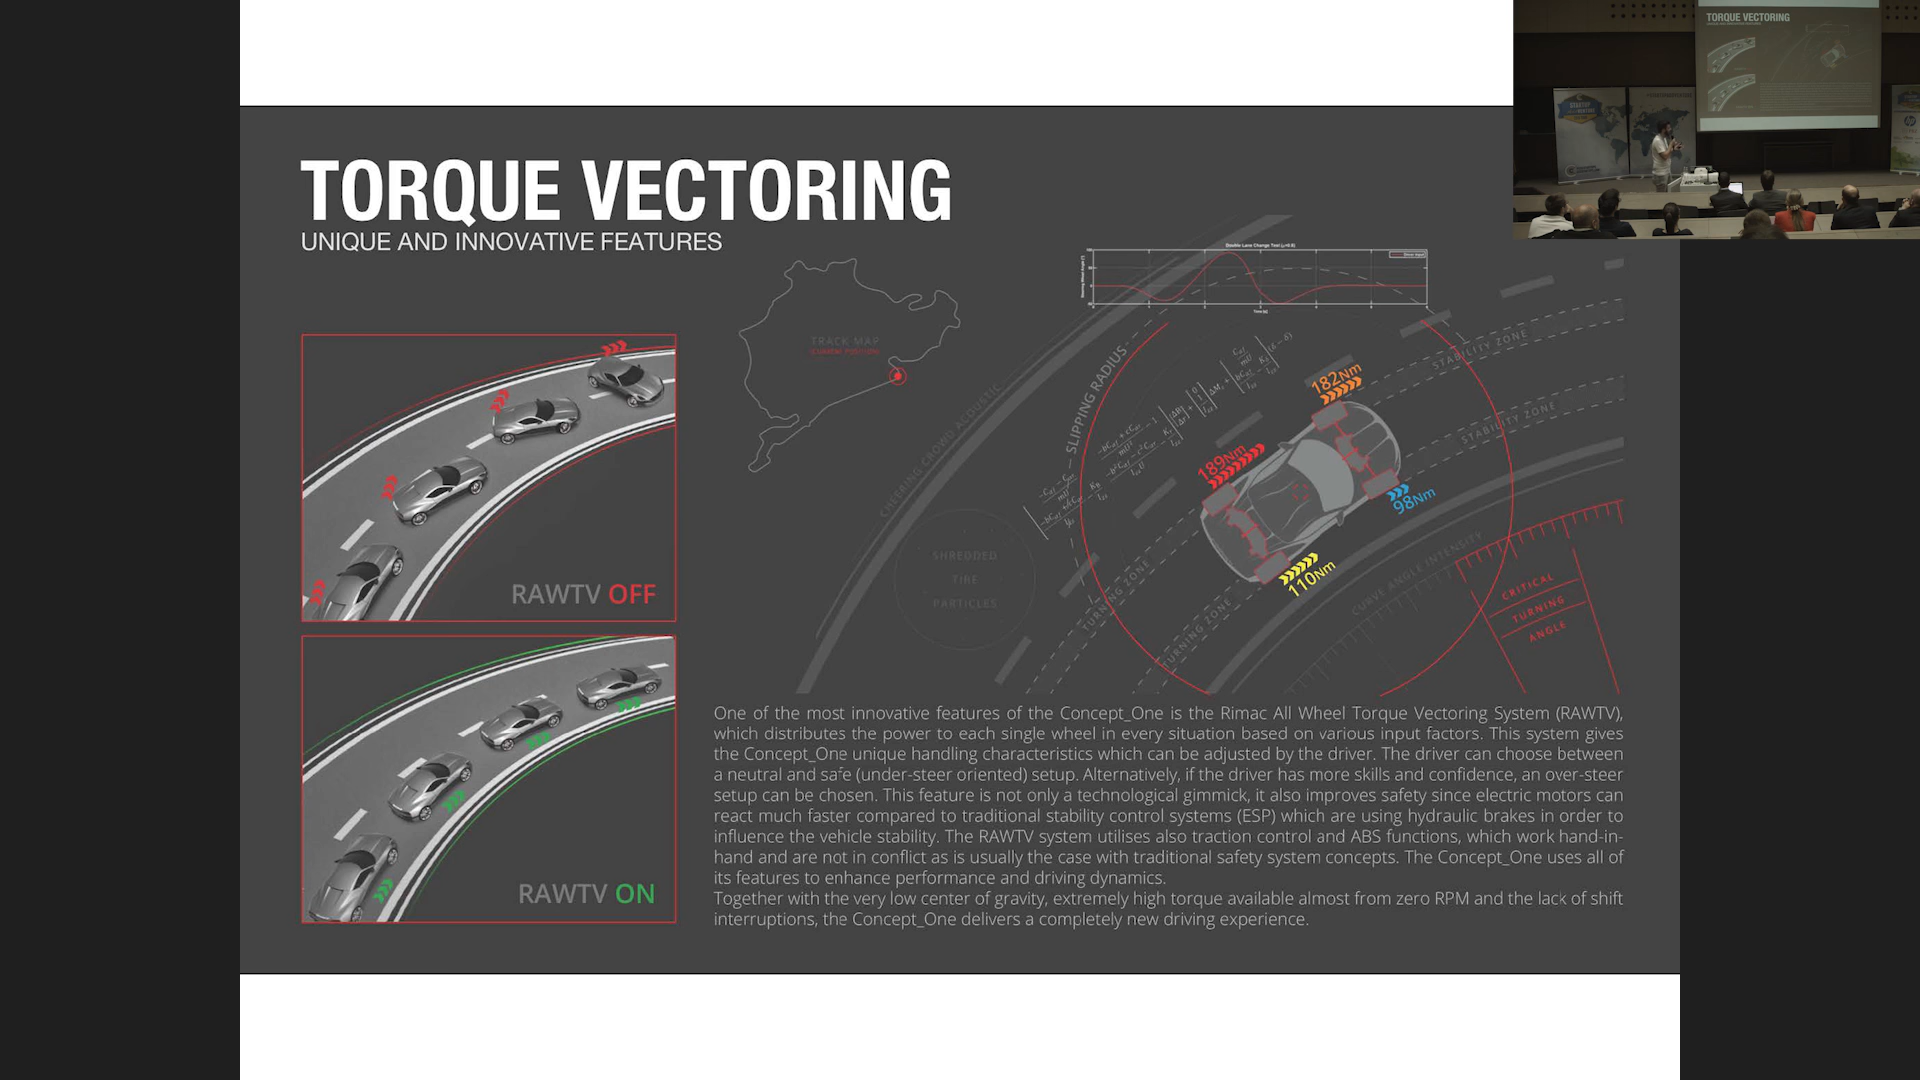 TORQUE VECTORING
UNIQUE AND INNOVATIVE FEATURES
TORQUE VECTORING
STARTUP
Double Lane Change Test
Time [s]
TRACK MAP
CHEERING CROWD ACOUSTIC
SLIPPING RADIUS
STABILITY ZONE
STABILITY ZONE
182Nm
189Nm
98Nm
110Nm
SHREDDED
TIRE
PARTICLES
TURNING ZONE
TURNING ZONE
CURVE ANGLE INTENSITY
CRITICAL
TURNING
ANGLE
RAWTV OFF
RAWTV ON
One of the most innovative features of the Concept_One is the Rimac All Wheel Torque Vectoring System (RAWTV),
which distributes the power to each single wheel in every situation based on various input factors. This system gives
the Concept_One unique handling characteristics which can be adjusted by the driver. The driver can choose between
a neutral and safe (under-steer oriented) setup. Alternatively, if the driver has more skills and confidence, an over-steer
setup can be chosen. This feature is not only a technological gimmick, it also improves safety since electric motors can
react much faster compared to traditional stability control systems (ESP) which are using hydraulic brakes in order to
influence the vehicle stability. The RAWTV system utilises also traction control and ABS functions, which work hand-in-
hand and are not in conflict as is usually the case with traditional safety system concepts. The Concept_One uses all of
its features to enhance performance and driving dynamics.
Together with the very low center of gravity, extremely high torque available almost from zero RPM and the lack of shift
interruptions, the Concept_One delivers a completely new driving experience.